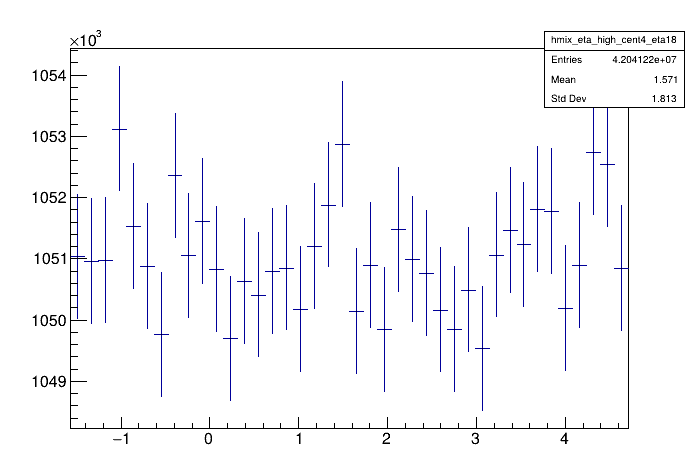 ×10³
hmix_eta_high_cent4_eta18
Entries 4.204122e+07
Mean 1.571
Std Dev 1.813
1054
1053
1052
1051
1050
1049
−1 0 1 2 3 4